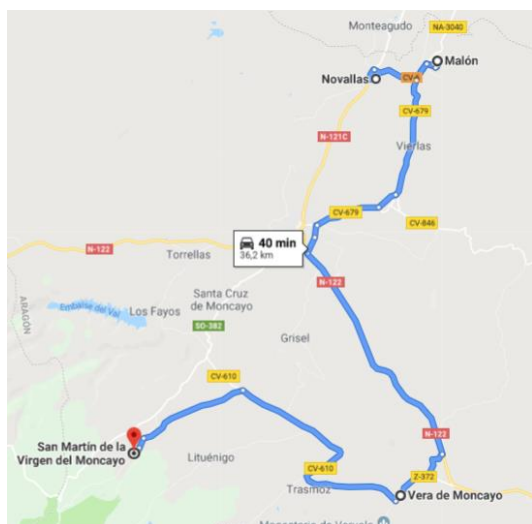 Monteagudo
NA-3040
Malón
Novallas
CV-6
CV-679
N-121C
Vierlas
CV-679
CV-846
40 min
36,2 km
N-122
Torrellas
N-122
Santa Cruz
de Moncayo
Embalse del Val
Los Fayos
ARAGÓN
SO-382
Grisel
CV-610
N-122
San Martín de la
Virgen del Moncayo
Lituénigo
CV-610
Z-372
Trasmoz
Vera de Moncayo
Monasterio de Veruela